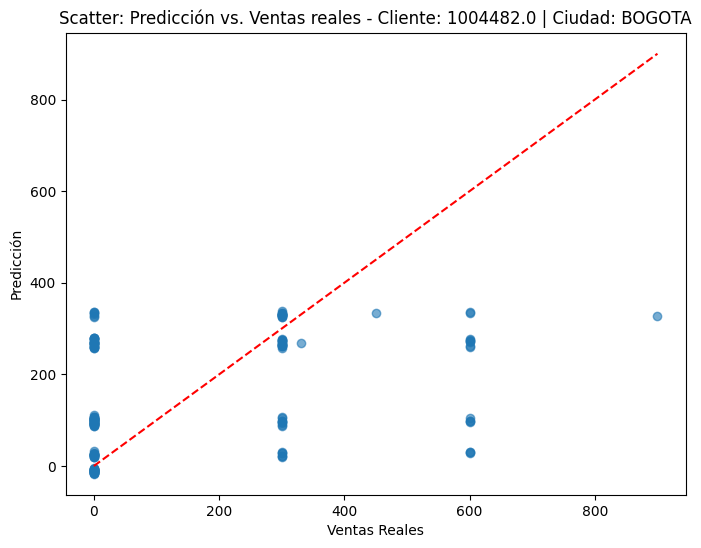 Scatter: Predicción vs. Ventas reales - Cliente: 1004482.0 | Ciudad: BOGOTA
800
600
400
200
0
Predicción
0 200 400 600 800
Ventas Reales